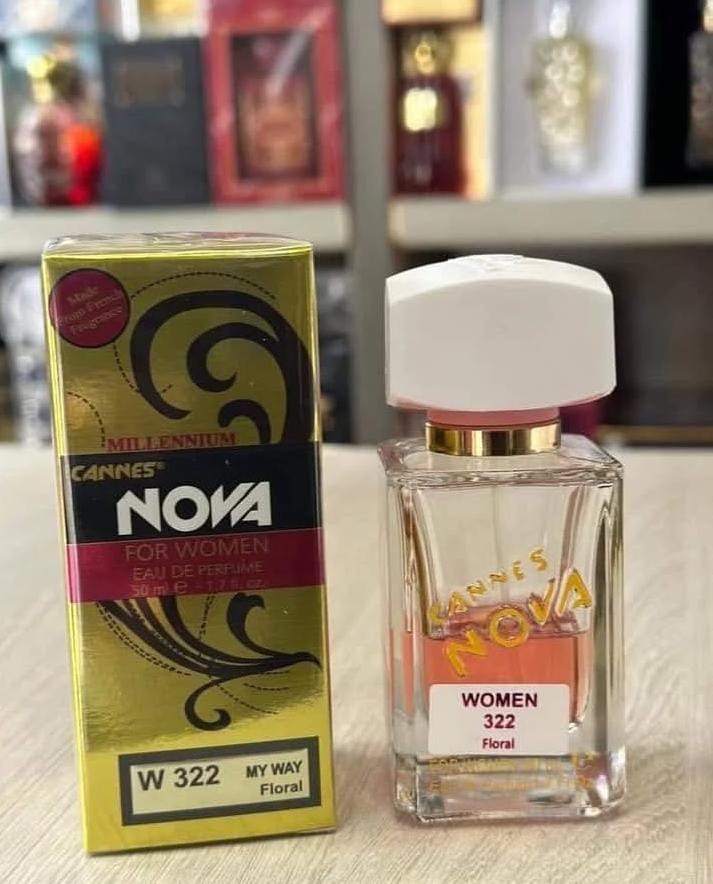 Made
From French
Fragrance
MILLENNIUM
CANNES®
NOVA
FOR WOMEN
EAU DE PERFUME
50 ml e - 1.7 fl. oz.
W 322
MY WAY
Floral
CANNES
NOVA
WOMEN
322
Floral